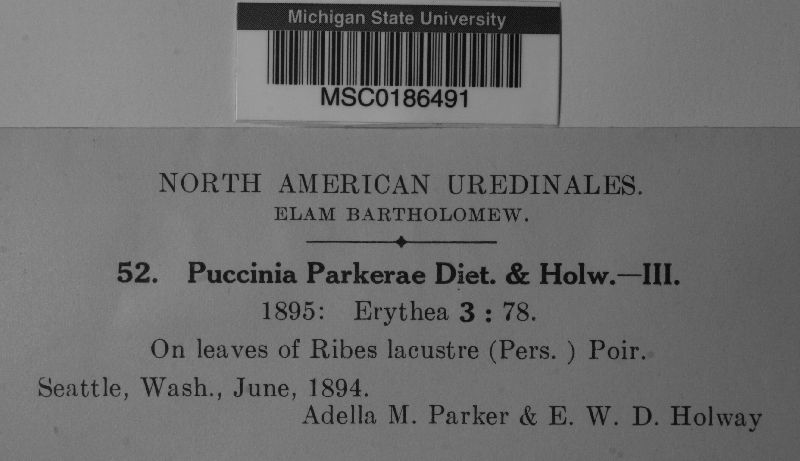 Michigan State University
MSC0186491
NORTH AMERICAN UREDINALES.
ELAM BARTHOLOMEW.
52. Puccinia Parkerae Diet. & Holw.—III.
1895: Erythea 3 : 78.
On leaves of Ribes lacustre (Pers. ) Poir.
Seattle, Wash., June, 1894.
Adella M. Parker & E. W. D. Holway